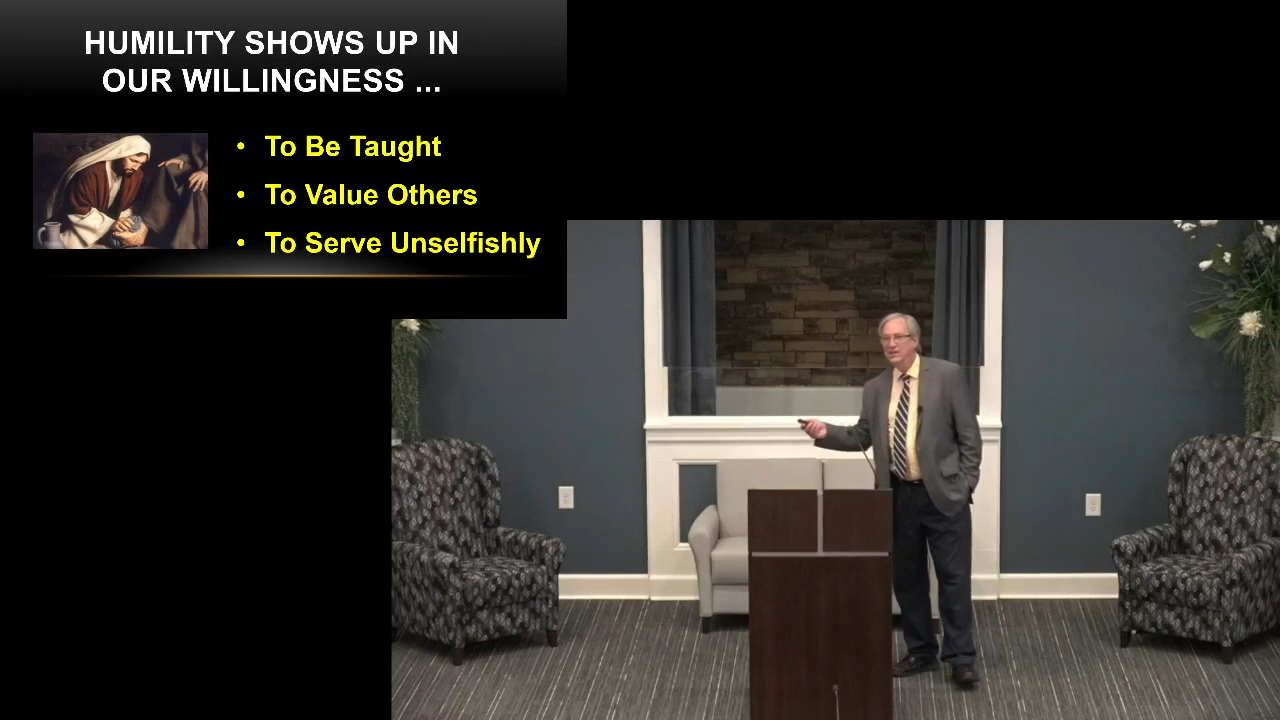 HUMILITY SHOWS UP IN
OUR WILLINGNESS ...
• To Be Taught
• To Value Others
• To Serve Unselfishly